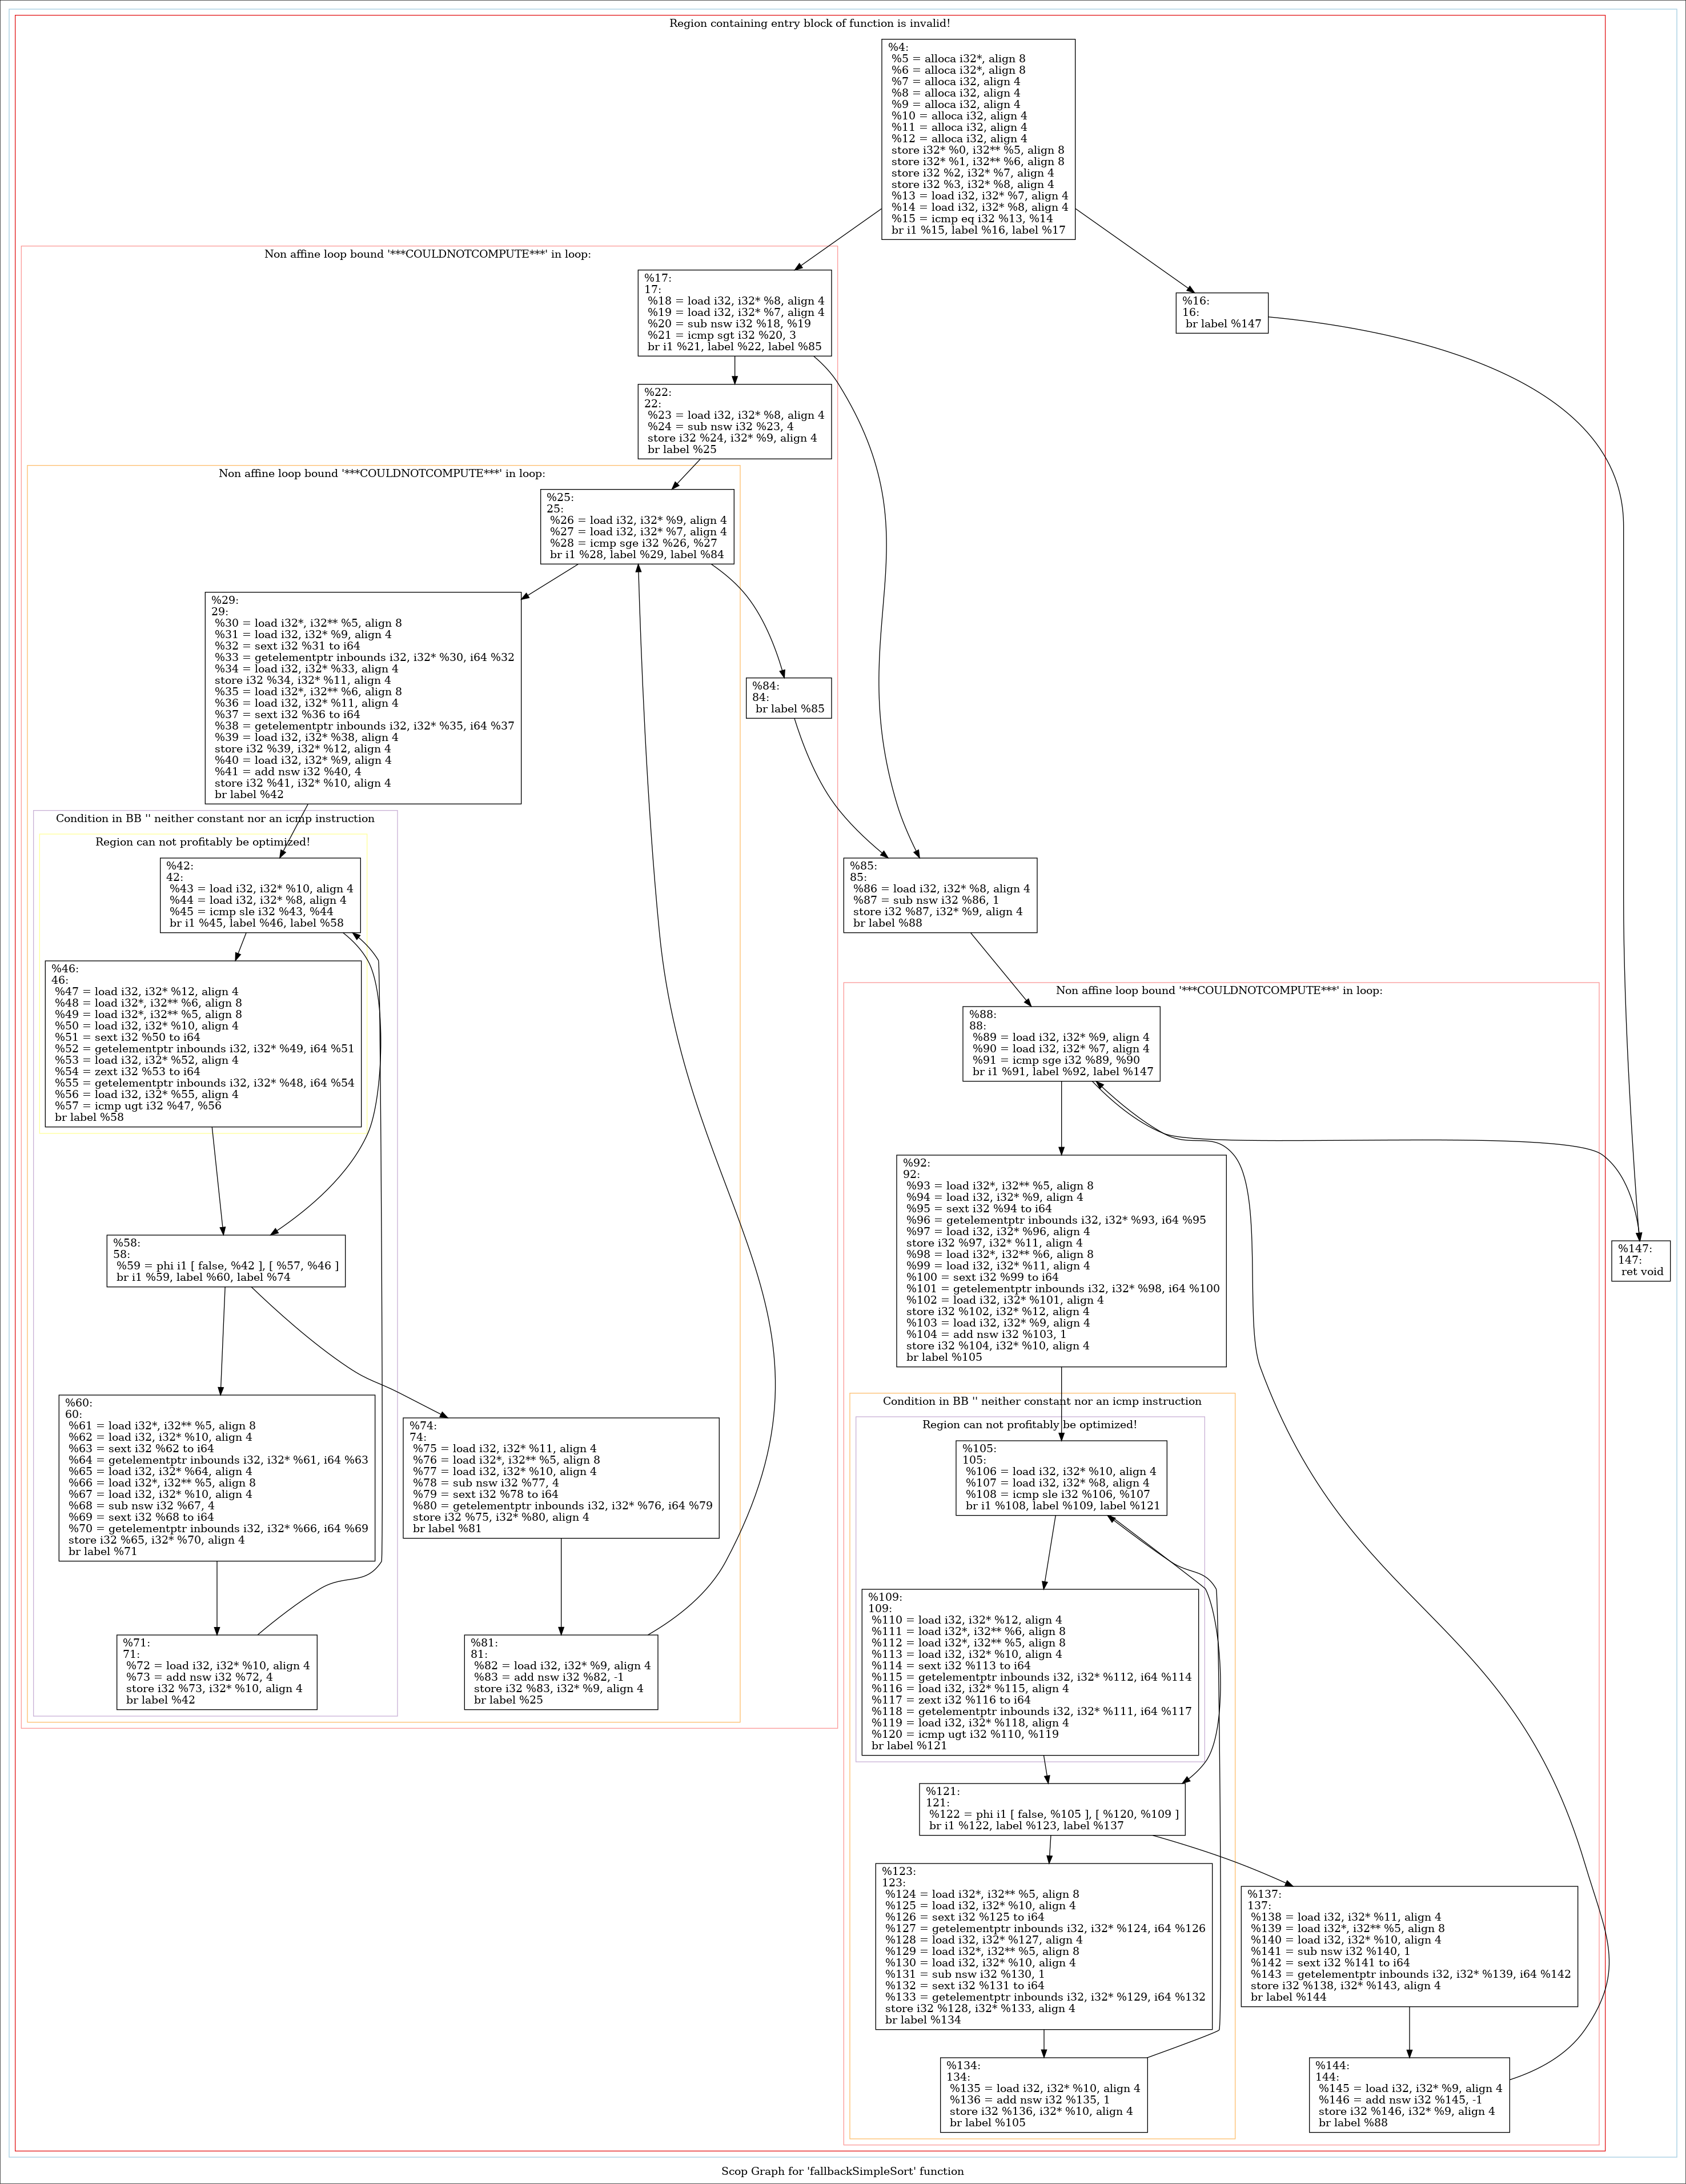 Region containing entry block of function is invalid!
%4:
%5 = alloca i32*, align 8
%6 = alloca i32*, align 8
%7 = alloca i32, align 4
%8 = alloca i32, align 4
%9 = alloca i32, align 4
%10 = alloca i32, align 4
%11 = alloca i32, align 4
%12 = alloca i32, align 4
store i32* %0, i32** %5, align 8
store i32* %1, i32** %6, align 8
store i32 %2, i32* %7, align 4
store i32 %3, i32* %8, align 4
%13 = load i32, i32* %7, align 4
%14 = load i32, i32* %8, align 4
%15 = icmp eq i32 %13, %14
br i1 %15, label %16, label %17
Non affine loop bound '***COULDNOTCOMPUTE***' in loop:
%17:
17:
%18 = load i32, i32* %8, align 4
%19 = load i32, i32* %7, align 4
%20 = sub nsw i32 %18, %19
%21 = icmp sgt i32 %20, 3
br i1 %21, label %22, label %85
%16:
16:
br label %147
%22:
22:
%23 = load i32, i32* %8, align 4
%24 = sub nsw i32 %23, 4
store i32 %24, i32* %9, align 4
br label %25
Non affine loop bound '***COULDNOTCOMPUTE***' in loop:
%25:
25:
%26 = load i32, i32* %9, align 4
%27 = load i32, i32* %7, align 4
%28 = icmp sge i32 %26, %27
br i1 %28, label %29, label %84
%29:
29:
%30 = load i32*, i32** %5, align 8
%31 = load i32, i32* %9, align 4
%32 = sext i32 %31 to i64
%33 = getelementptr inbounds i32, i32* %30, i64 %32
%34 = load i32, i32* %33, align 4
store i32 %34, i32* %11, align 4
%35 = load i32*, i32** %6, align 8
%36 = load i32, i32* %11, align 4
%37 = sext i32 %36 to i64
%38 = getelementptr inbounds i32, i32* %35, i64 %37
%39 = load i32, i32* %38, align 4
store i32 %39, i32* %12, align 4
%40 = load i32, i32* %9, align 4
%41 = add nsw i32 %40, 4
store i32 %41, i32* %10, align 4
br label %42
%84:
84:
br label %85
Condition in BB '' neither constant nor an icmp instruction
Region can not profitably be optimized!
%42:
42:
%43 = load i32, i32* %10, align 4
%44 = load i32, i32* %8, align 4
%45 = icmp sle i32 %43, %44
br i1 %45, label %46, label %58
%85:
85:
%86 = load i32, i32* %8, align 4
%87 = sub nsw i32 %86, 1
store i32 %87, i32* %9, align 4
br label %88
%46:
46:
%47 = load i32, i32* %12, align 4
%48 = load i32*, i32** %6, align 8
%49 = load i32*, i32** %5, align 8
%50 = load i32, i32* %10, align 4
%51 = sext i32 %50 to i64
%52 = getelementptr inbounds i32, i32* %49, i64 %51
%53 = load i32, i32* %52, align 4
%54 = zext i32 %53 to i64
%55 = getelementptr inbounds i32, i32* %48, i64 %54
%56 = load i32, i32* %55, align 4
%57 = icmp ugt i32 %47, %56
br label %58
Non affine loop bound '***COULDNOTCOMPUTE***' in loop:
%88:
88:
%89 = load i32, i32* %9, align 4
%90 = load i32, i32* %7, align 4
%91 = icmp sge i32 %89, %90
br i1 %91, label %92, label %147
%92:
92:
%93 = load i32*, i32** %5, align 8
%94 = load i32, i32* %9, align 4
%95 = sext i32 %94 to i64
%96 = getelementptr inbounds i32, i32* %93, i64 %95
%97 = load i32, i32* %96, align 4
store i32 %97, i32* %11, align 4
%98 = load i32*, i32** %6, align 8
%99 = load i32, i32* %11, align 4
%100 = sext i32 %99 to i64
%101 = getelementptr inbounds i32, i32* %98, i64 %100
%102 = load i32, i32* %101, align 4
store i32 %102, i32* %12, align 4
%103 = load i32, i32* %9, align 4
%104 = add nsw i32 %103, 1
store i32 %104, i32* %10, align 4
br label %105
%58:
58:
%59 = phi i1 [ false, %42 ], [ %57, %46 ]
br i1 %59, label %60, label %74
%147:
147:
ret void
%60:
60:
%61 = load i32*, i32** %5, align 8
%62 = load i32, i32* %10, align 4
%63 = sext i32 %62 to i64
%64 = getelementptr inbounds i32, i32* %61, i64 %63
%65 = load i32, i32* %64, align 4
%66 = load i32*, i32** %5, align 8
%67 = load i32, i32* %10, align 4
%68 = sub nsw i32 %67, 4
%69 = sext i32 %68 to i64
%70 = getelementptr inbounds i32, i32* %66, i64 %69
store i32 %65, i32* %70, align 4
br label %71
%74:
74:
%75 = load i32, i32* %11, align 4
%76 = load i32*, i32** %5, align 8
%77 = load i32, i32* %10, align 4
%78 = sub nsw i32 %77, 4
%79 = sext i32 %78 to i64
%80 = getelementptr inbounds i32, i32* %76, i64 %79
store i32 %75, i32* %80, align 4
br label %81
Condition in BB '' neither constant nor an icmp instruction
Region can not profitably be optimized!
%105:
105:
%106 = load i32, i32* %10, align 4
%107 = load i32, i32* %8, align 4
%108 = icmp sle i32 %106, %107
br i1 %108, label %109, label %121
%71:
71:
%72 = load i32, i32* %10, align 4
%73 = add nsw i32 %72, 4
store i32 %73, i32* %10, align 4
br label %42
%81:
81:
%82 = load i32, i32* %9, align 4
%83 = add nsw i32 %82, -1
store i32 %83, i32* %9, align 4
br label %25
%109:
109:
%110 = load i32, i32* %12, align 4
%111 = load i32*, i32** %6, align 8
%112 = load i32*, i32** %5, align 8
%113 = load i32, i32* %10, align 4
%114 = sext i32 %113 to i64
%115 = getelementptr inbounds i32, i32* %112, i64 %114
%116 = load i32, i32* %115, align 4
%117 = zext i32 %116 to i64
%118 = getelementptr inbounds i32, i32* %111, i64 %117
%119 = load i32, i32* %118, align 4
%120 = icmp ugt i32 %110, %119
br label %121
%121:
121:
%122 = phi i1 [ false, %105 ], [ %120, %109 ]
br i1 %122, label %123, label %137
%123:
123:
%124 = load i32*, i32** %5, align 8
%125 = load i32, i32* %10, align 4
%126 = sext i32 %125 to i64
%127 = getelementptr inbounds i32, i32* %124, i64 %126
%128 = load i32, i32* %127, align 4
%129 = load i32*, i32** %5, align 8
%130 = load i32, i32* %10, align 4
%131 = sub nsw i32 %130, 1
%132 = sext i32 %131 to i64
%133 = getelementptr inbounds i32, i32* %129, i64 %132
store i32 %128, i32* %133, align 4
br label %134
%137:
137:
%138 = load i32, i32* %11, align 4
%139 = load i32*, i32** %5, align 8
%140 = load i32, i32* %10, align 4
%141 = sub nsw i32 %140, 1
%142 = sext i32 %141 to i64
%143 = getelementptr inbounds i32, i32* %139, i64 %142
store i32 %138, i32* %143, align 4
br label %144
%134:
134:
%135 = load i32, i32* %10, align 4
%136 = add nsw i32 %135, 1
store i32 %136, i32* %10, align 4
br label %105
%144:
144:
%145 = load i32, i32* %9, align 4
%146 = add nsw i32 %145, -1
store i32 %146, i32* %9, align 4
br label %88
Scop Graph for 'fallbackSimpleSort' function